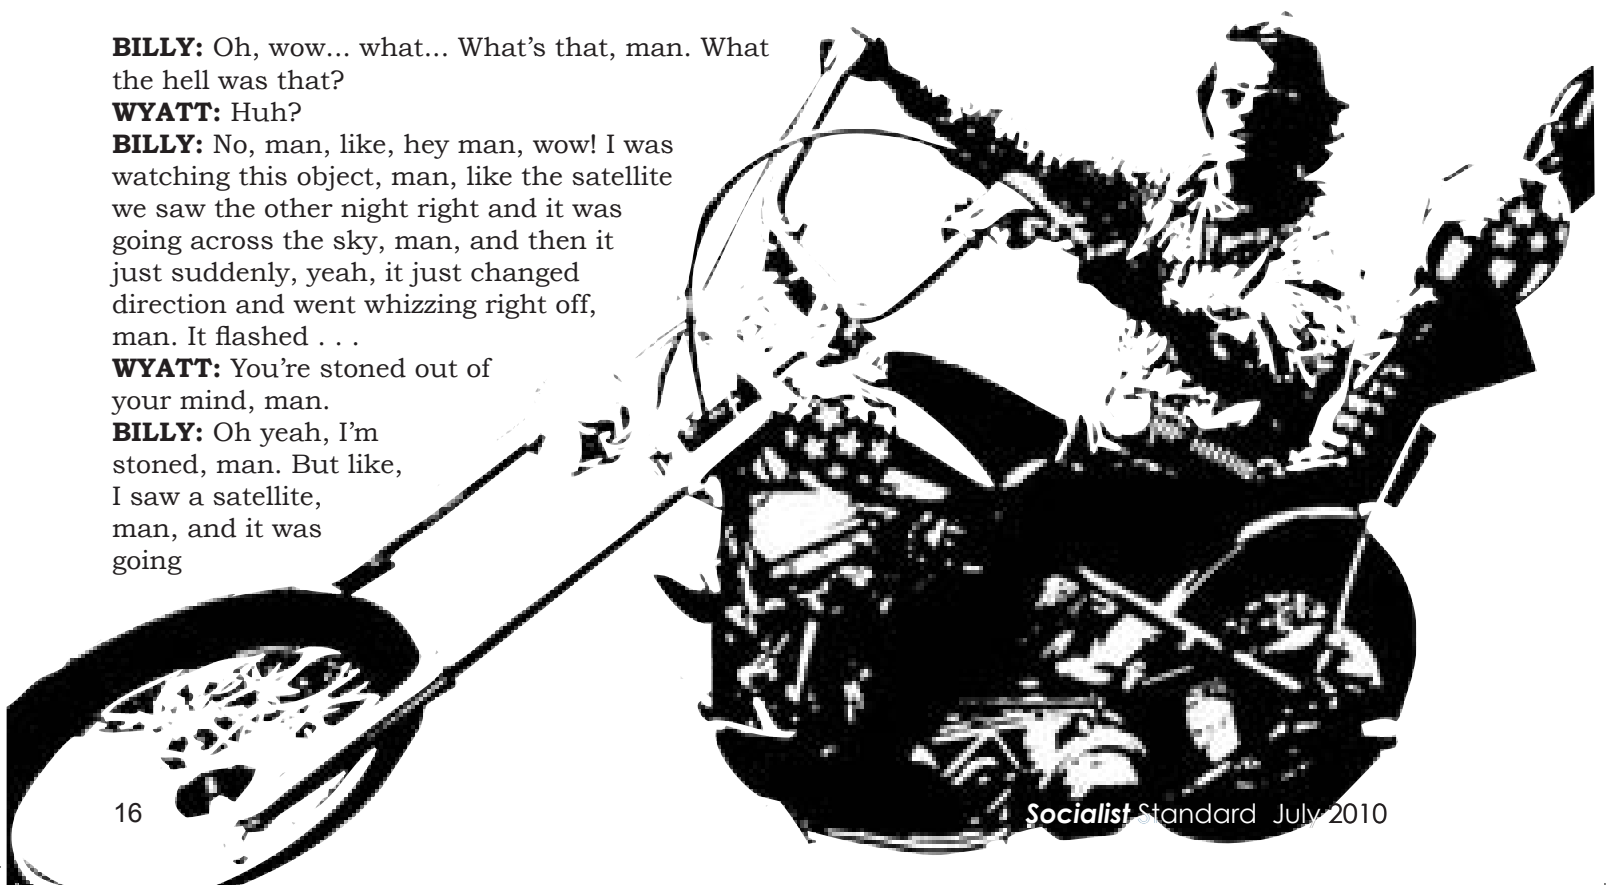 BILLY: Oh, wow... what... What’s that, man. What
the hell was that?
WYATT: Huh?
BILLY: No, man, like, hey man, wow! I was
watching this object, man, like the satellite
we saw the other night right and it was
going across the sky, man, and then it
just suddenly, yeah, it just changed
direction and went whizzing right off,
man. It flashed . . .
WYATT: You’re stoned out of
your mind, man.
BILLY: Oh yeah, I’m
stoned, man. But like,
I saw a satellite,
man, and it was
going
16
Socialist Standard July 2010